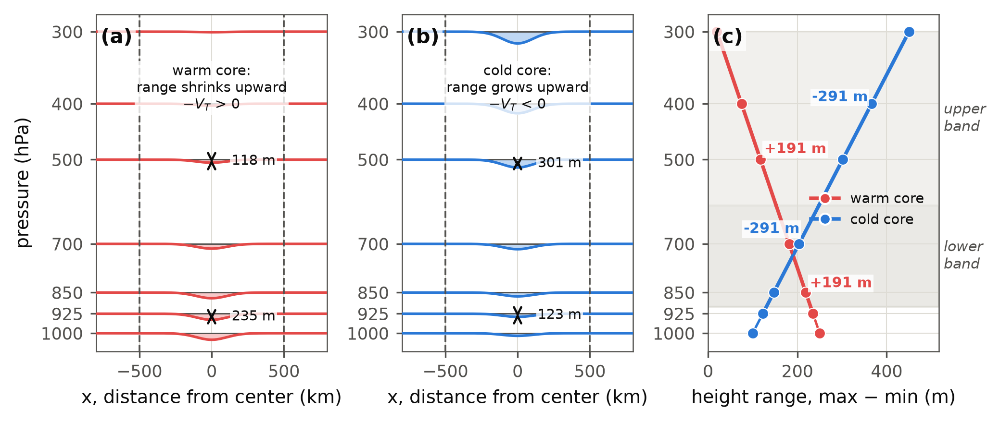 (a)
warm core:
range shrinks upward
−V_T > 0
118 m
235 m
300
400
500
700
850
925
1000
pressure (hPa)
−500
0
500
x, distance from center (km)
(b)
cold core:
range grows upward
−V_T < 0
301 m
123 m
300
400
500
700
850
925
1000
−500
0
500
x, distance from center (km)
(c)
-291 m
+191 m
warm core
cold core
-291 m
+191 m
upper
band
lower
band
300
400
500
700
850
925
1000
0
200
400
height range, max − min (m)